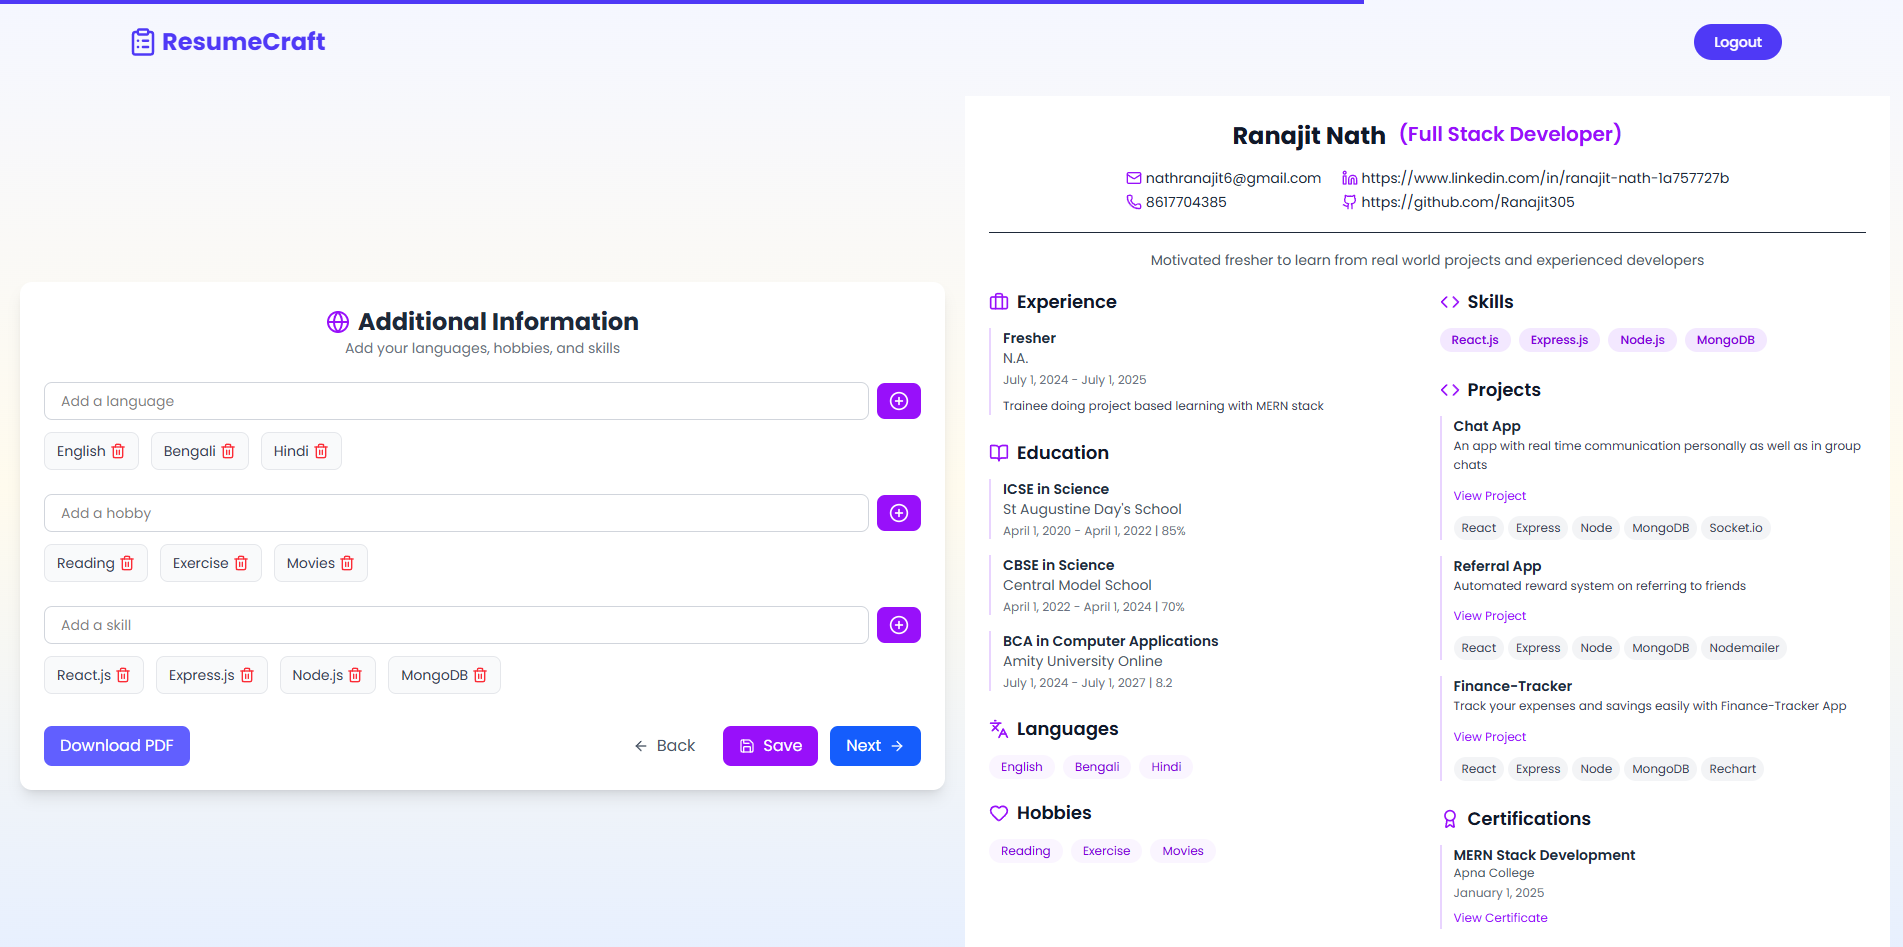 ResumeCraft
Logout
Additional Information
Add your languages, hobbies, and skills
Add a language
English
Bengali
Hindi
Add a hobby
Reading
Exercise
Movies
Add a skill
React.js
Express.js
Node.js
MongoDB
Download PDF
Back
Save
Next
Ranajit Nath (Full Stack Developer)
nathranajit6@gmail.com
https://www.linkedin.com/in/ranajit-nath-1a757727b
8617704385
https://github.com/Ranajit305
Motivated fresher to learn from real world projects and experienced developers
Experience
Fresher
N.A.
July 1, 2024 - July 1, 2025
Trainee doing project based learning with MERN stack
Education
ICSE in Science
St Augustine Day's School
April 1, 2020 - April 1, 2022 | 85%
CBSE in Science
Central Model School
April 1, 2022 - April 1, 2024 | 70%
BCA in Computer Applications
Amity University Online
July 1, 2024 - July 1, 2027 | 8.2
Languages
English
Bengali
Hindi
Hobbies
Reading
Exercise
Movies
Skills
React.js
Express.js
Node.js
MongoDB
Projects
Chat App
An app with real time communication personally as well as in group
chats
View Project
React
Express
Node
MongoDB
Socket.io
Referral App
Automated reward system on referring to friends
View Project
React
Express
Node
MongoDB
Nodemailer
Finance-Tracker
Track your expenses and savings easily with Finance-Tracker App
View Project
React
Express
Node
MongoDB
Rechart
Certifications
MERN Stack Development
Apna College
January 1, 2025
View Certificate